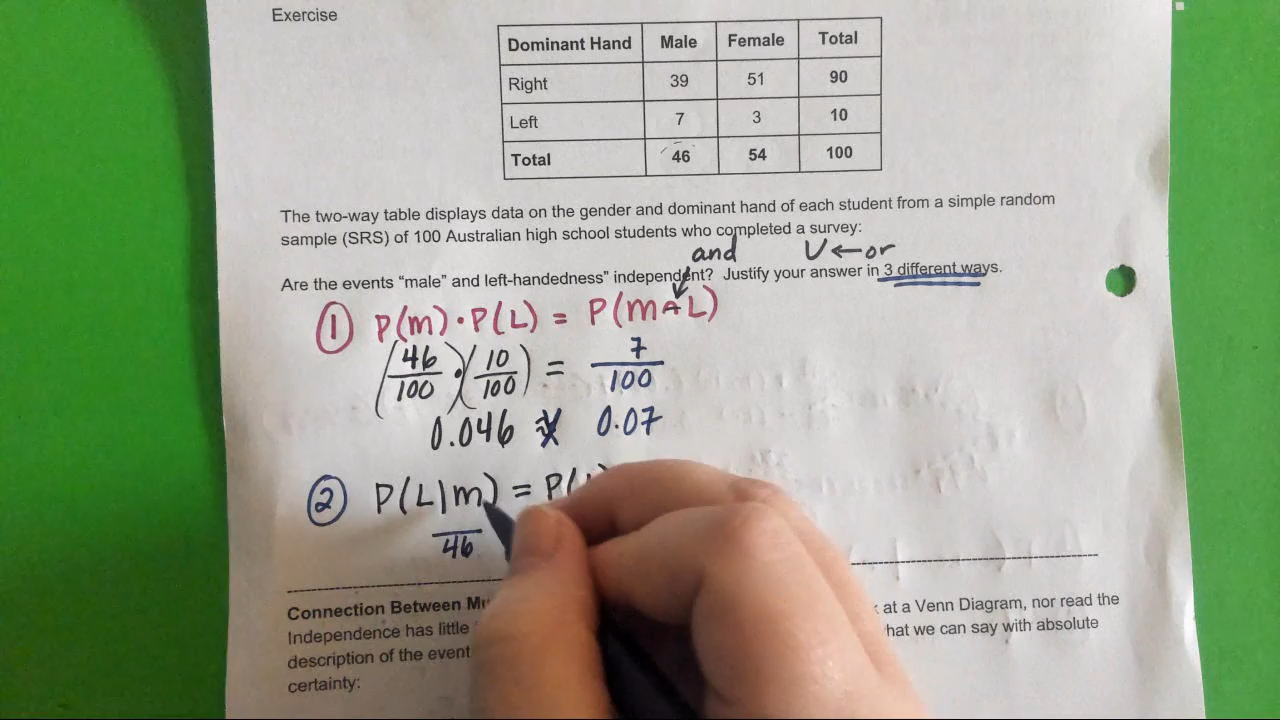 Exercise
Dominant Hand Male Female Total
Right 39 51 90
Left 7 3 10
Total 46 54 100
The two-way table displays data on the gender and dominant hand of each student from a simple random
sample (SRS) of 100 Australian high school students who completed a survey:
and U ← or
Are the events “male” and left-handedness” independent? Justify your answer in 3 different ways.
① P(m) · P(L) = P(m ∩ L)
(46/100) · (10/100) = 7/100
0.046 ≠ 0.07
② P(L|m) = P(L)
/46
Connection Between at a Venn Diagram, nor read the
Independence has little what we can say with absolute
description of the event
certainty: